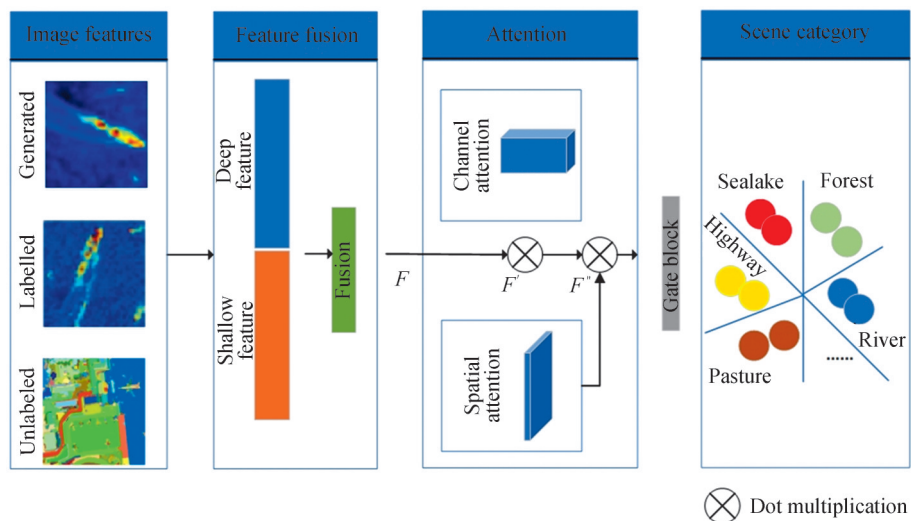 Image features
Feature fusion
Attention
Scene category
Generated
Labelled
Unlabeled
Deep
feature
Shallow
feature
Fusion
Channel
attention
Spatial
attention
F
F′
F″
Gate block
Sealake
Forest
Highway
River
Pasture
......
Dot multiplication